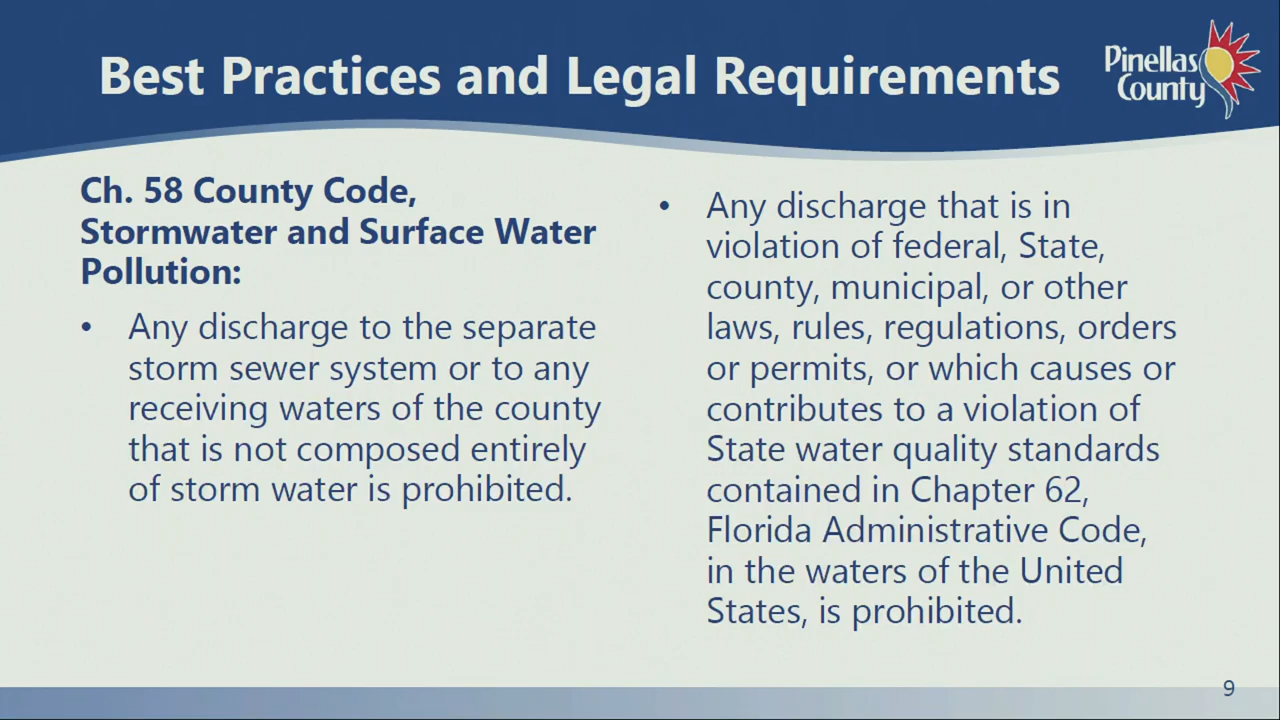 Best Practices and Legal Requirements
Pinellas
County
Ch. 58 County Code,
Stormwater and Surface Water
Pollution:
• Any discharge to the separate
storm sewer system or to any
receiving waters of the county
that is not composed entirely
of storm water is prohibited.
• Any discharge that is in
violation of federal, State,
county, municipal, or other
laws, rules, regulations, orders
or permits, or which causes or
contributes to a violation of
State water quality standards
contained in Chapter 62,
Florida Administrative Code,
in the waters of the United
States, is prohibited.
9